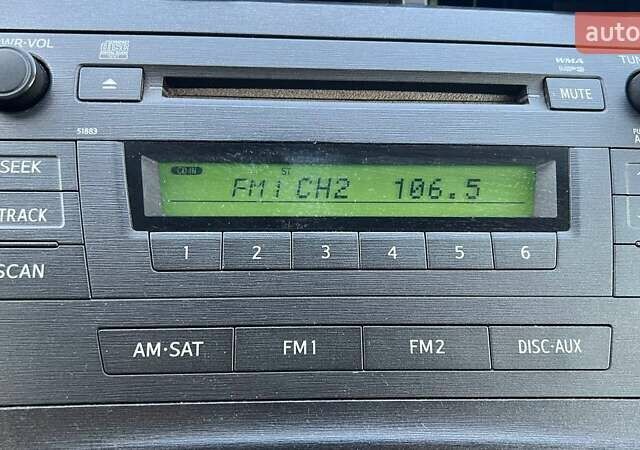 auto
PWR·VOL
disc
WMA
MP3
TUN
MUTE
51883
SEEK
CD-IN
ST
FM1 CH2 106.5
TRACK
1 2 3 4 5 6
SCAN
AM·SAT FM1 FM2 DISC·AUX